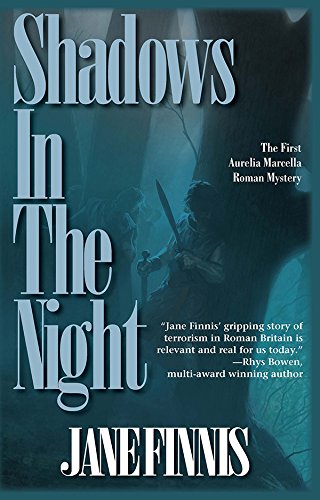 Shadows
In
The
Night
The First
Aurelia Marcella
Roman Mystery
"Jane Finnis' gripping story of
terrorism in Roman Britain is
relevant and real for us today."
—Rhys Bowen,
multi-award winning author
JANE FINNIS